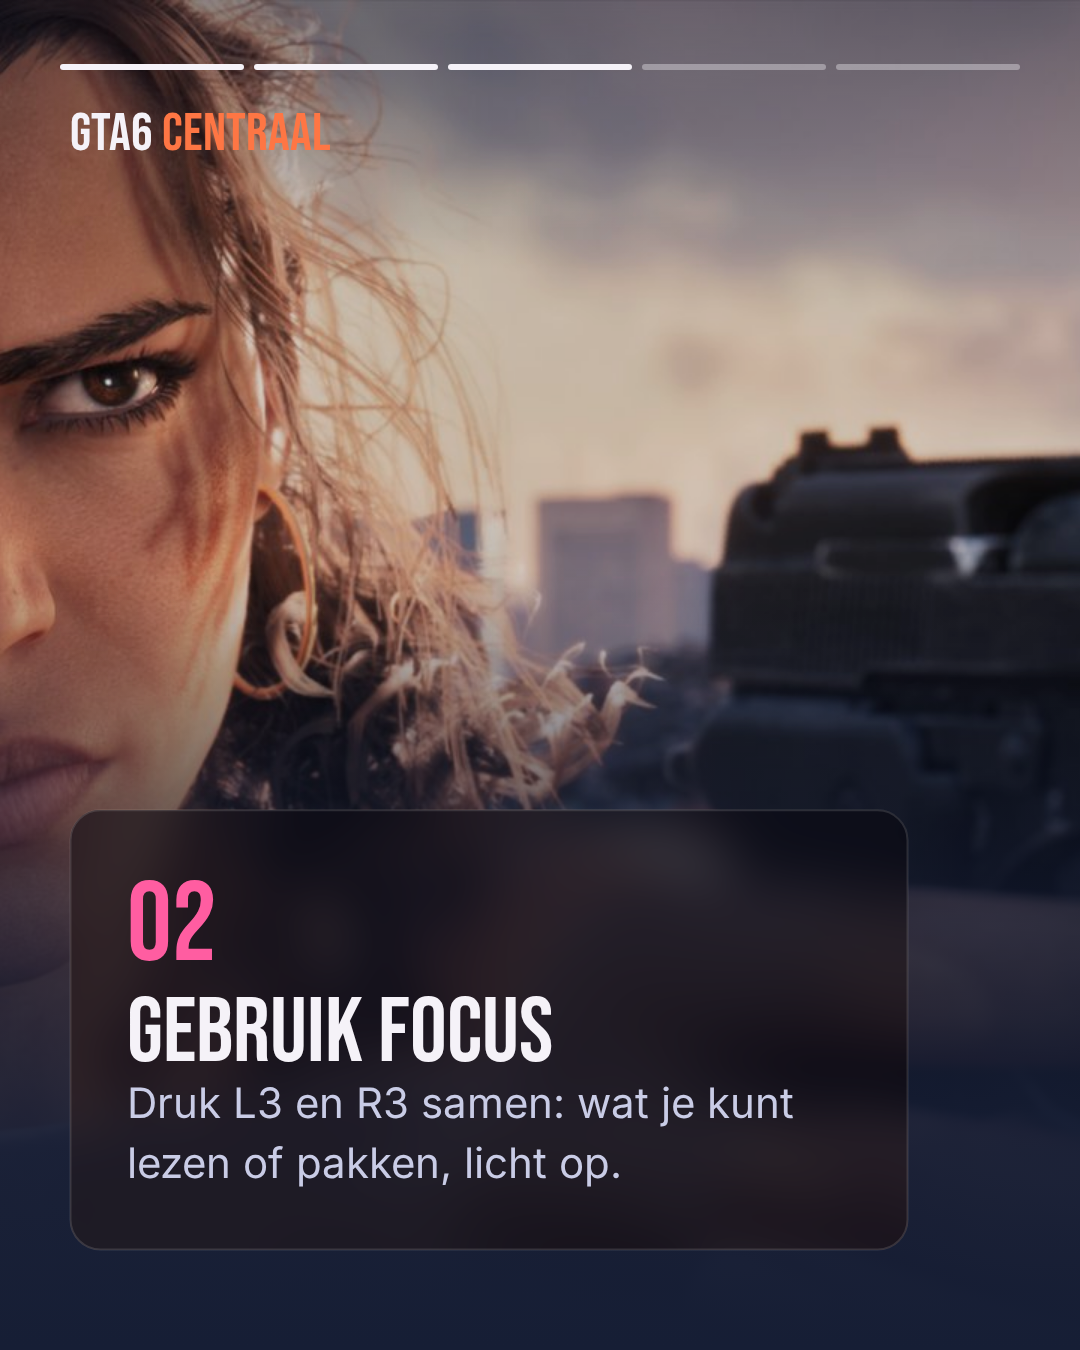 GTA6 CENTRAAL
02
GEBRUIK FOCUS
Druk L3 en R3 samen: wat je kunt
lezen of pakken, licht op.